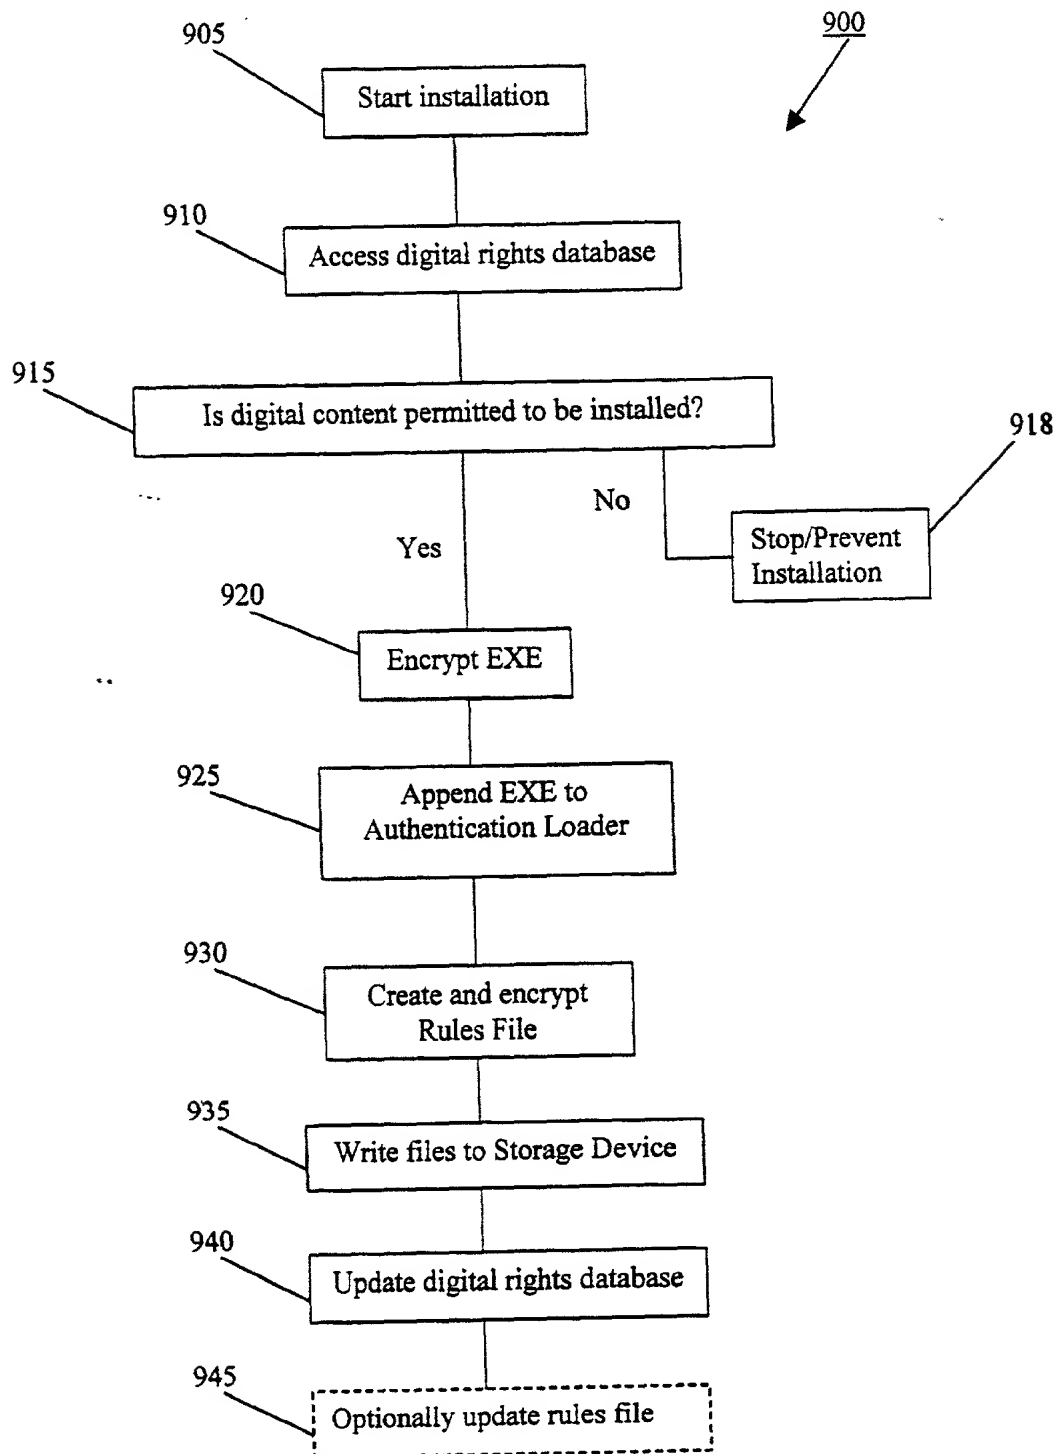 900
905
Start installation
910
Access digital rights database
915
Is digital content permitted to be installed?
No
918
Stop/Prevent
Installation
Yes
920
Encrypt EXE
925
Append EXE to
Authentication Loader
930
Create and encrypt
Rules File
935
Write files to Storage Device
940
Update digital rights database
945
Optionally update rules file